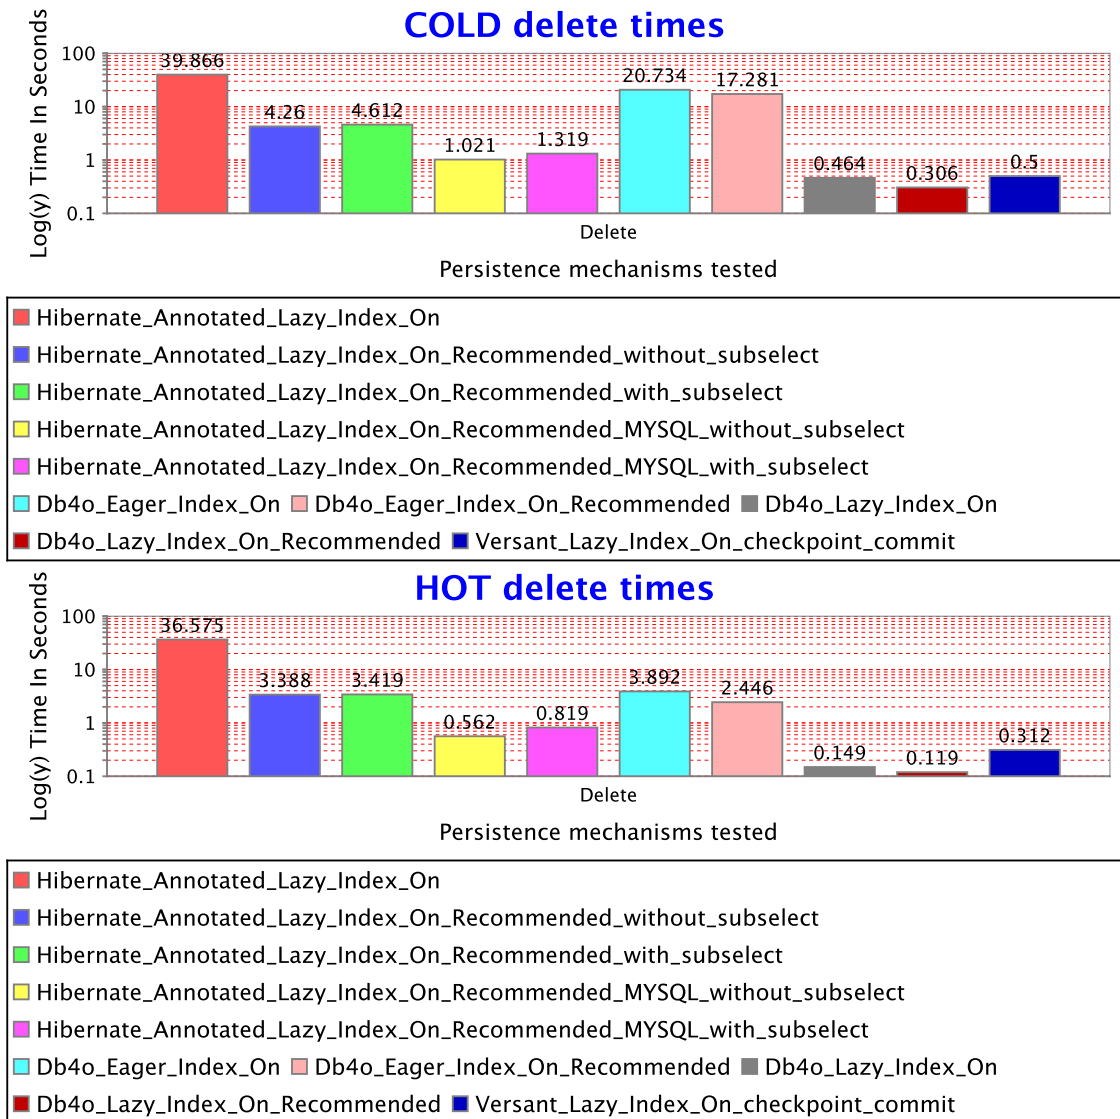 COLD delete times
Log(y) Time In Seconds
100
10
1
0.1
39.866
4.26
4.612
1.021
1.319
20.734
17.281
0.464
0.306
0.5
Delete
Persistence mechanisms tested
Hibernate_Annotated_Lazy_Index_On
Hibernate_Annotated_Lazy_Index_On_Recommended_without_subselect
Hibernate_Annotated_Lazy_Index_On_Recommended_with_subselect
Hibernate_Annotated_Lazy_Index_On_Recommended_MYSQL_without_subselect
Hibernate_Annotated_Lazy_Index_On_Recommended_MYSQL_with_subselect
Db4o_Eager_Index_On Db4o_Eager_Index_On_Recommended Db4o_Lazy_Index_On
Db4o_Lazy_Index_On_Recommended Versant_Lazy_Index_On_checkpoint_commit
HOT delete times
Log(y) Time In Seconds
100
10
1
0.1
36.575
3.388
3.419
0.562
0.819
3.892
2.446
0.149
0.119
0.312
Delete
Persistence mechanisms tested
Hibernate_Annotated_Lazy_Index_On
Hibernate_Annotated_Lazy_Index_On_Recommended_without_subselect
Hibernate_Annotated_Lazy_Index_On_Recommended_with_subselect
Hibernate_Annotated_Lazy_Index_On_Recommended_MYSQL_without_subselect
Hibernate_Annotated_Lazy_Index_On_Recommended_MYSQL_with_subselect
Db4o_Eager_Index_On Db4o_Eager_Index_On_Recommended Db4o_Lazy_Index_On
Db4o_Lazy_Index_On_Recommended Versant_Lazy_Index_On_checkpoint_commit